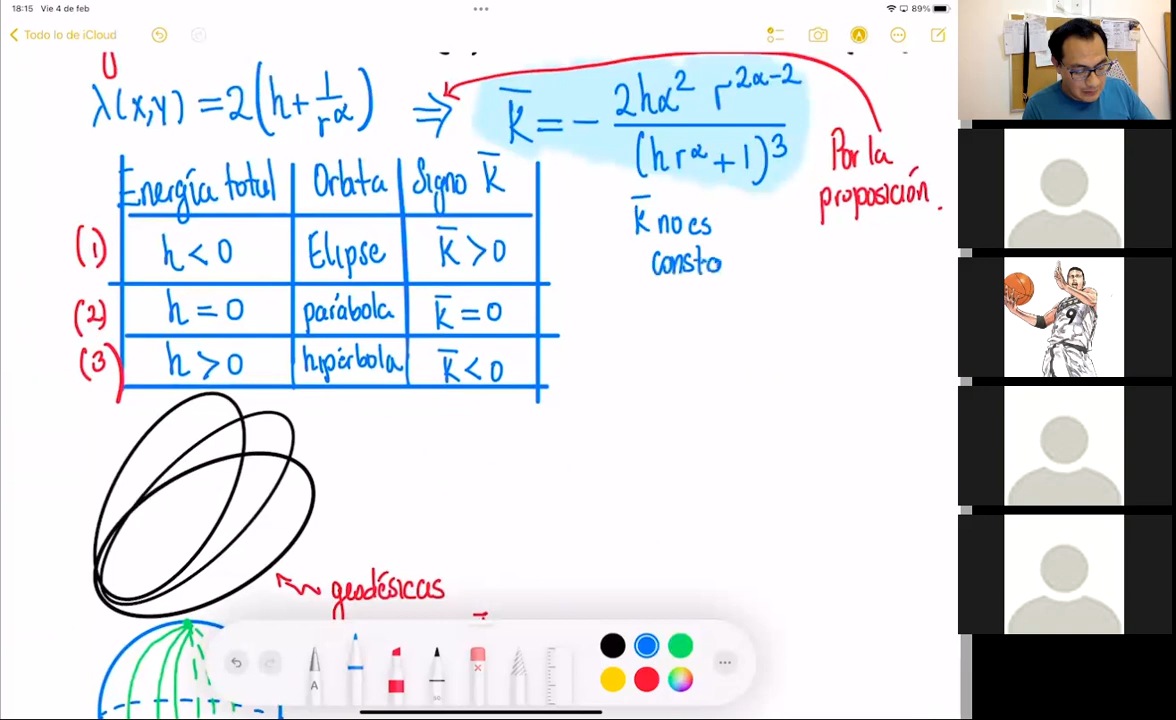 18:15 Vie 4 de feb
89%
Todo lo de iCloud
λ(x,y) = 2(h + 1/r^α) ⇒ K̅ = - 2hα² r^(2α-2) / (hr^α + 1)³
Por la
proposición.
Energía total | Orbita | Signo K̅
(1) h < 0 | Elipse | K̅ > 0
(2) h = 0 | parábola | K̅ = 0
(3) h > 0 | hipérbola | K̅ < 0
K̅ no es
consta
geodésicas
A
9